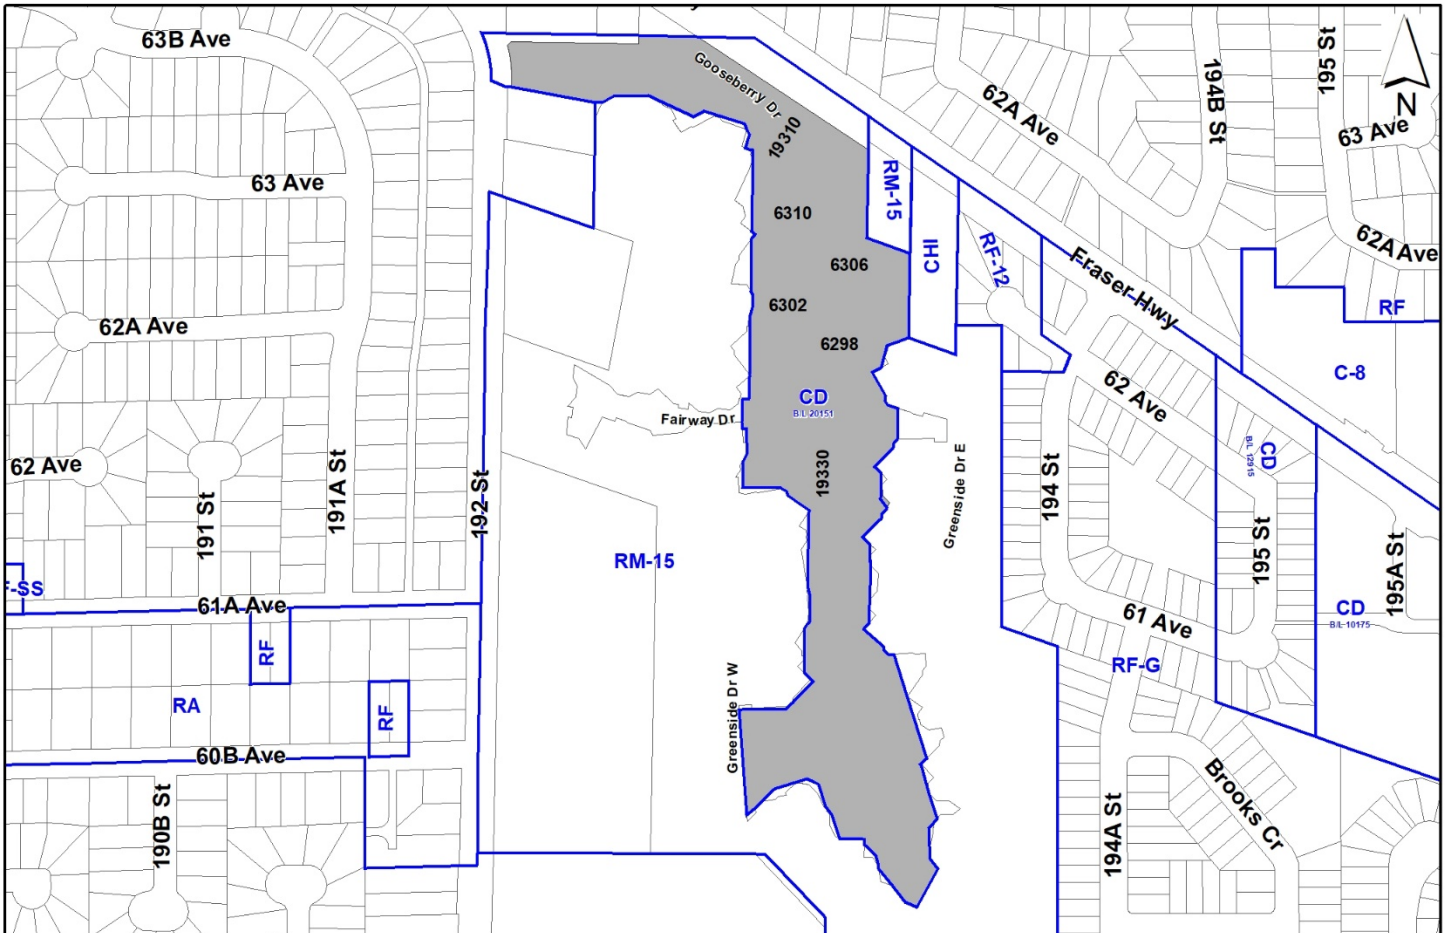 63B Ave
Gooseberry Dr
19310
62A Ave
194B St
195 St
N
63 Ave
63 Ave
RM-15
6310
CHI
RF-12
6306
62A Ave
Fraser Hwy
6302
RF
62A Ave
6298
C-8
CD
B/L 20151
62 Ave
Fairway Dr
62 Ave
CD
B/L 12915
19330
191 St
191A St
192 St
Greenside Dr E
194 St
195 St
195A St
RM-15
F-SS
61A Ave
CD
B/L 10175
61 Ave
RF
RF-G
RA
RF
Greenside Dr W
60B Ave
190B St
194A St
Brooks Cr